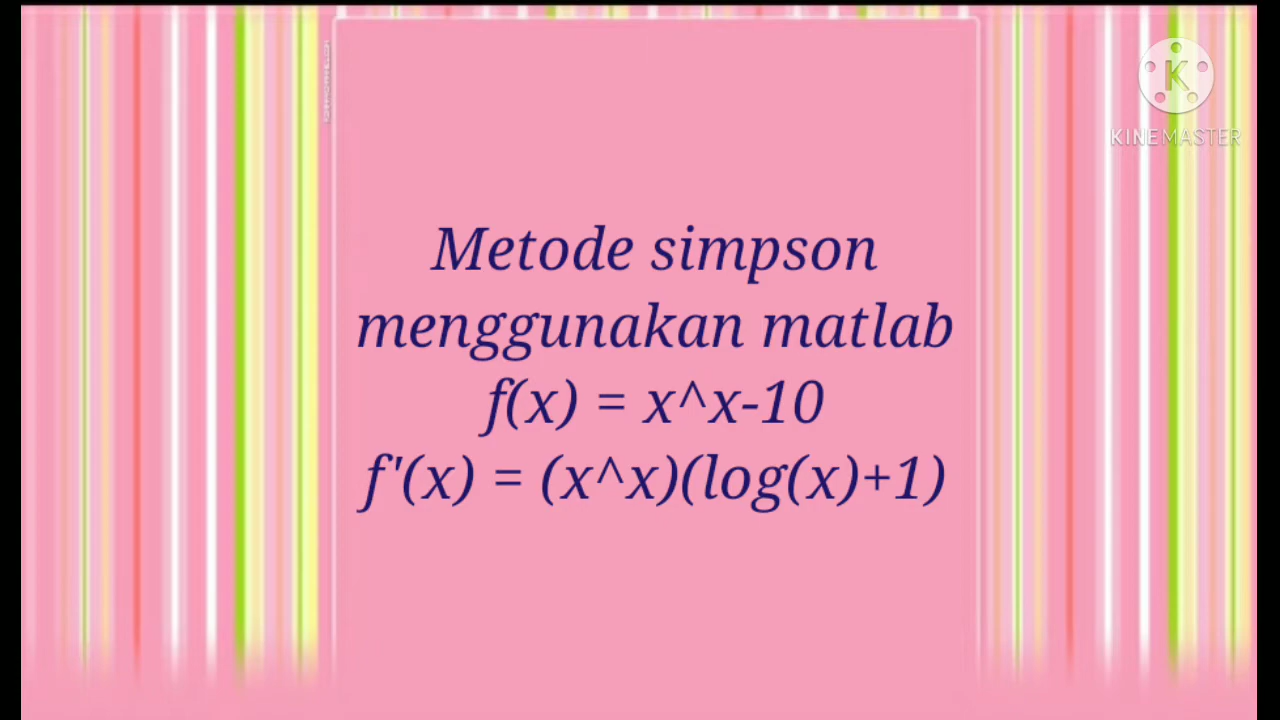 KINEMASTER
Metode simpson
menggunakan matlab
f(x) = x^x-10
f'(x) = (x^x)(log(x)+1)